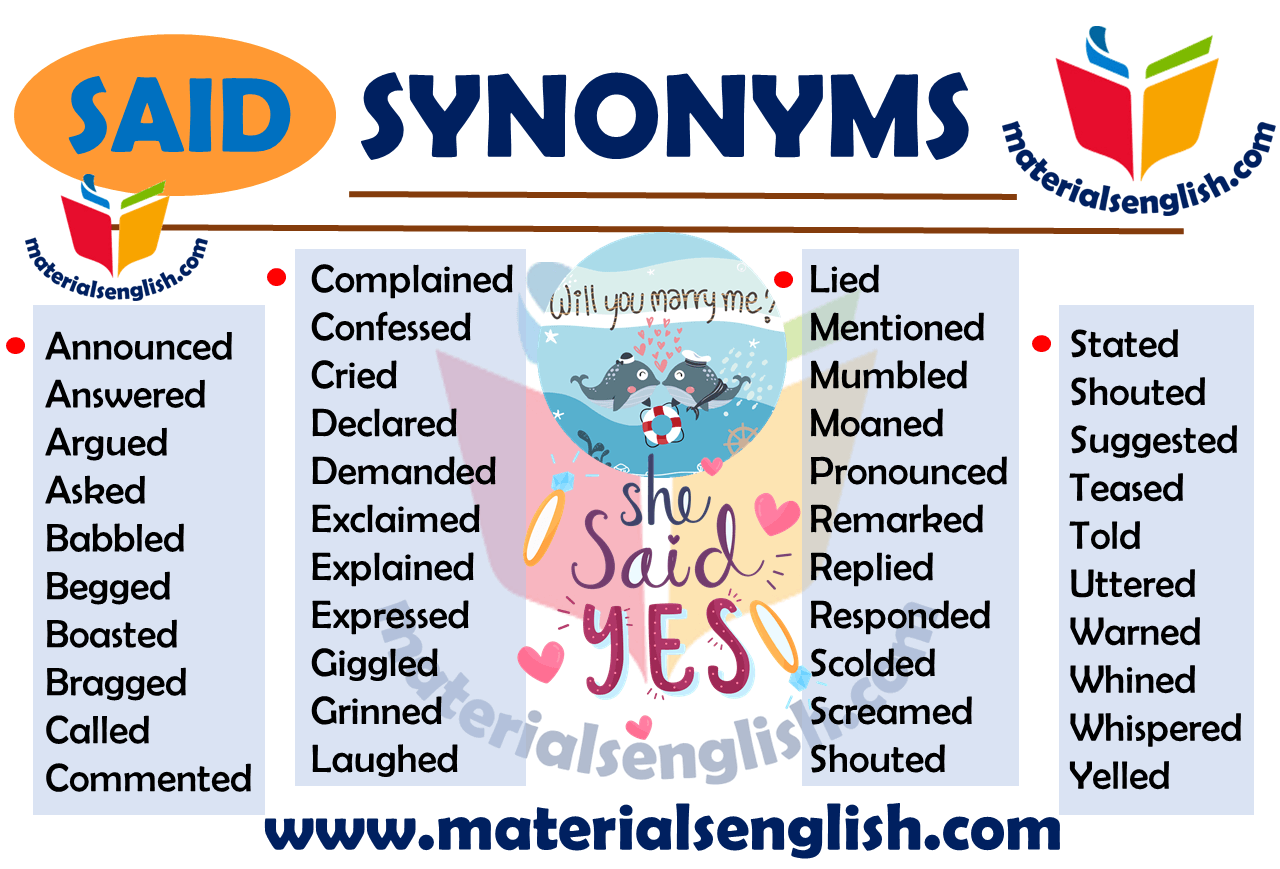 SAID SYNONYMS
materialsenglish.com
materialsenglish.com
Announced
Answered
Argued
Asked
Babbled
Begged
Boasted
Bragged
Called
Commented
Complained
Confessed
Cried
Declared
Demanded
Exclaimed
Explained
Expressed
Giggled
Grinned
Laughed
Will you marry me?
she
Said
YES
materialsenglish.com
Lied
Mentioned
Mumbled
Moaned
Pronounced
Remarked
Replied
Responded
Scolded
Screamed
Shouted
Stated
Shouted
Suggested
Teased
Told
Uttered
Warned
Whined
Whispered
Yelled
www.materialsenglish.com